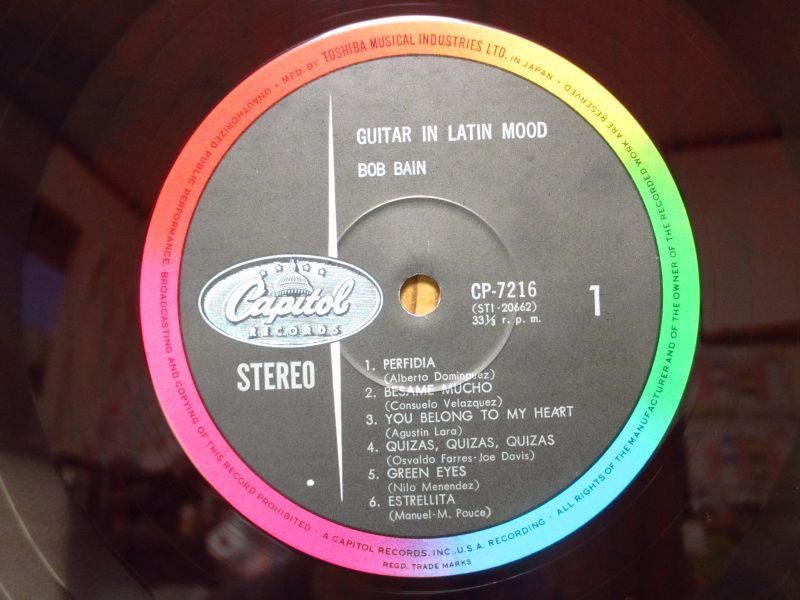 UNAUTHORIZED PUBLIC PERFORMANCE, BROADCASTING AND COPYING OF THIS RECORD PROHIBITED · MFD. BY TOSHIBA MUSICAL INDUSTRIES LTD. IN JAPAN · ALL RIGHTS OF THE MANUFACTURER AND OF THE OWNER OF THE RECORDED WORK ARE RESERVED
GUITAR IN LATIN MOOD
BOB BAIN
Capitol
RECORDS
CP-7216
(STI-20662)
33⅓ r. p. m.
1
STEREO
1. PERFIDIA
(Alberto Dominguez)
2. BESAME MUCHO
(Consuelo Velazquez)
3. YOU BELONG TO MY HEART
(Agustin Lara)
4. QUIZAS, QUIZAS, QUIZAS
(Osvaldo Farres-Joe Davis)
5. GREEN EYES
(Nilo Menendez)
6. ESTRELLITA
(Manuel-M. Pouce)
· A CAPITOL RECORDS, INC., U.S.A. RECORDING ·
REGD. TRADE MARKS